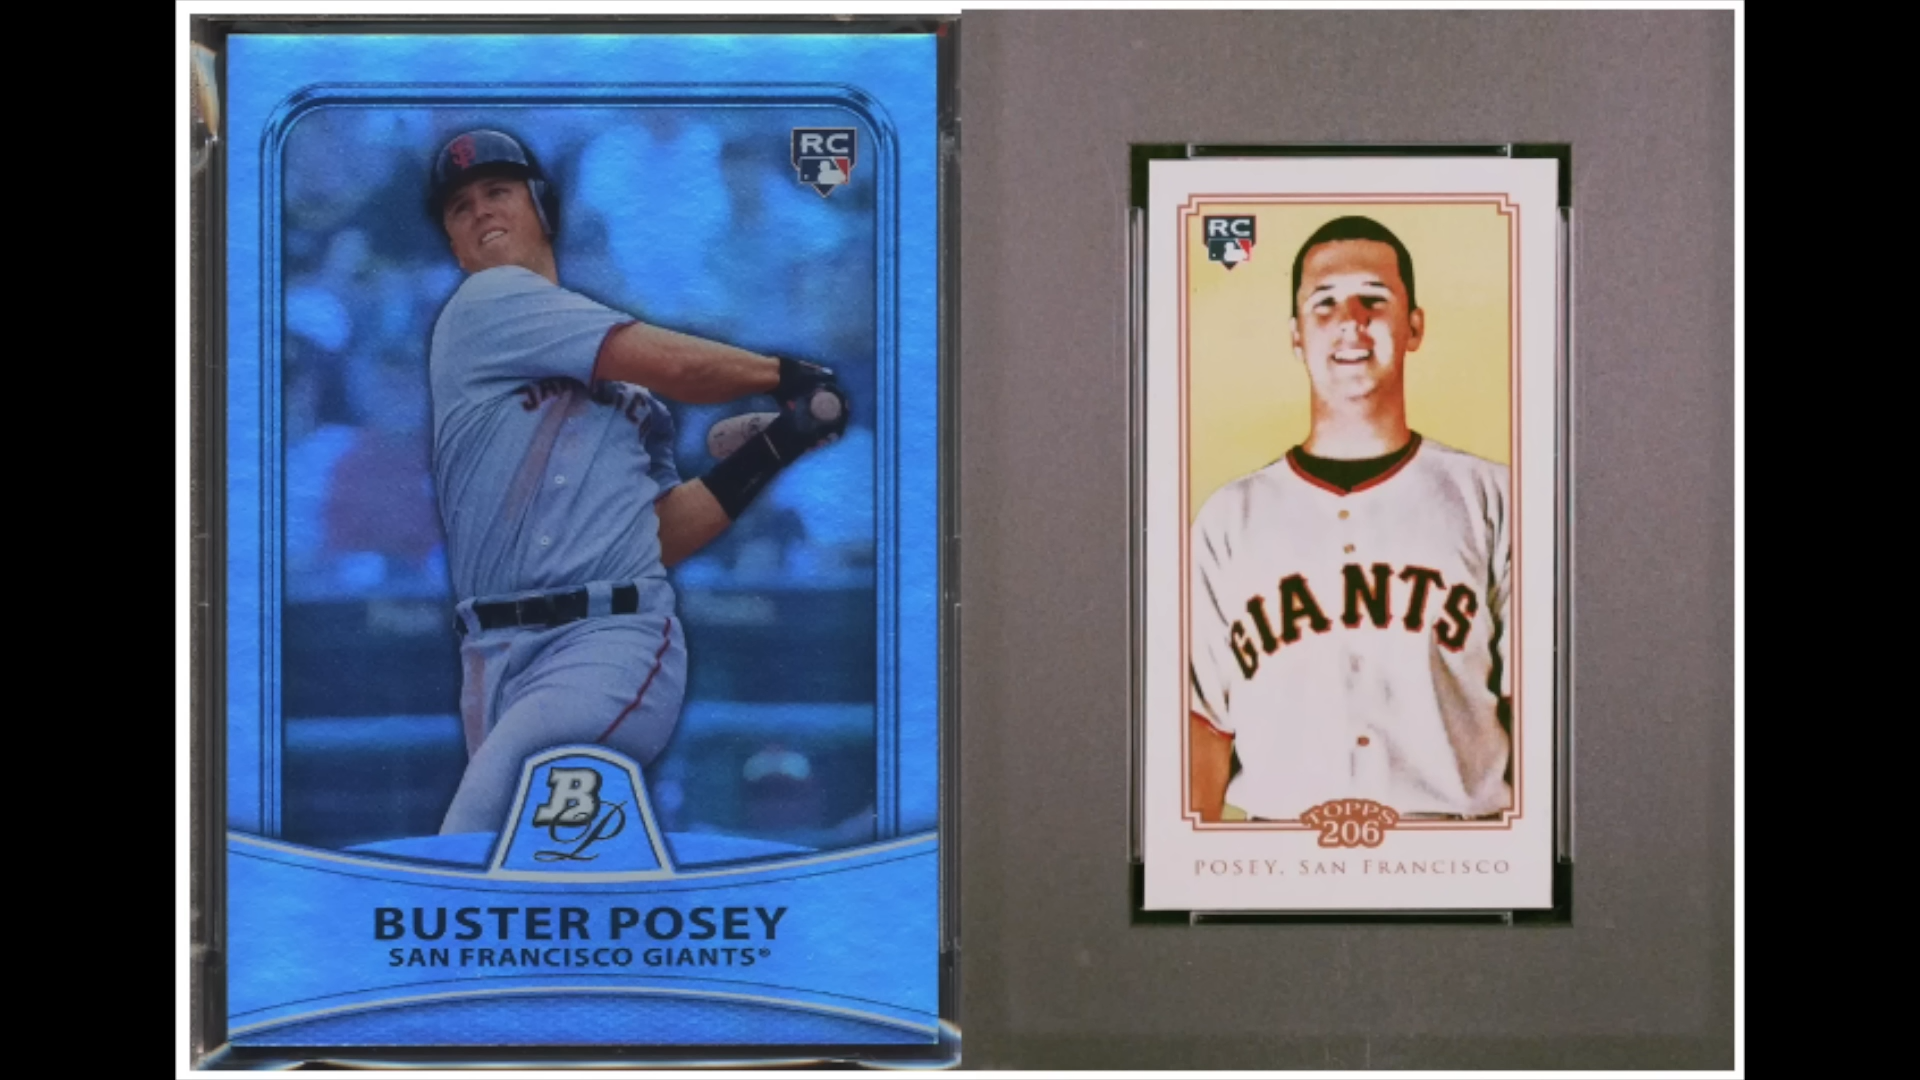 RC
BP
BUSTER POSEY
SAN FRANCISCO GIANTS®
RC
GIANTS
TOPPS
206
POSEY, SAN FRANCISCO